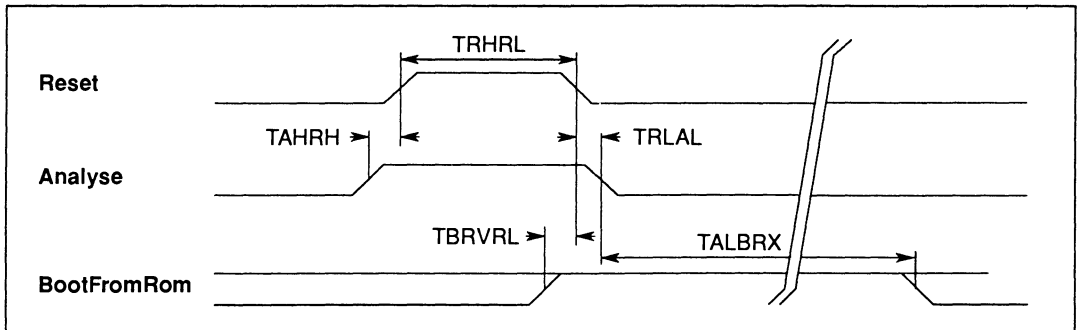 TRHRL
Reset
TAHRH
TRLAL
Analyse
TBRVRL
TALBRX
BootFromRom